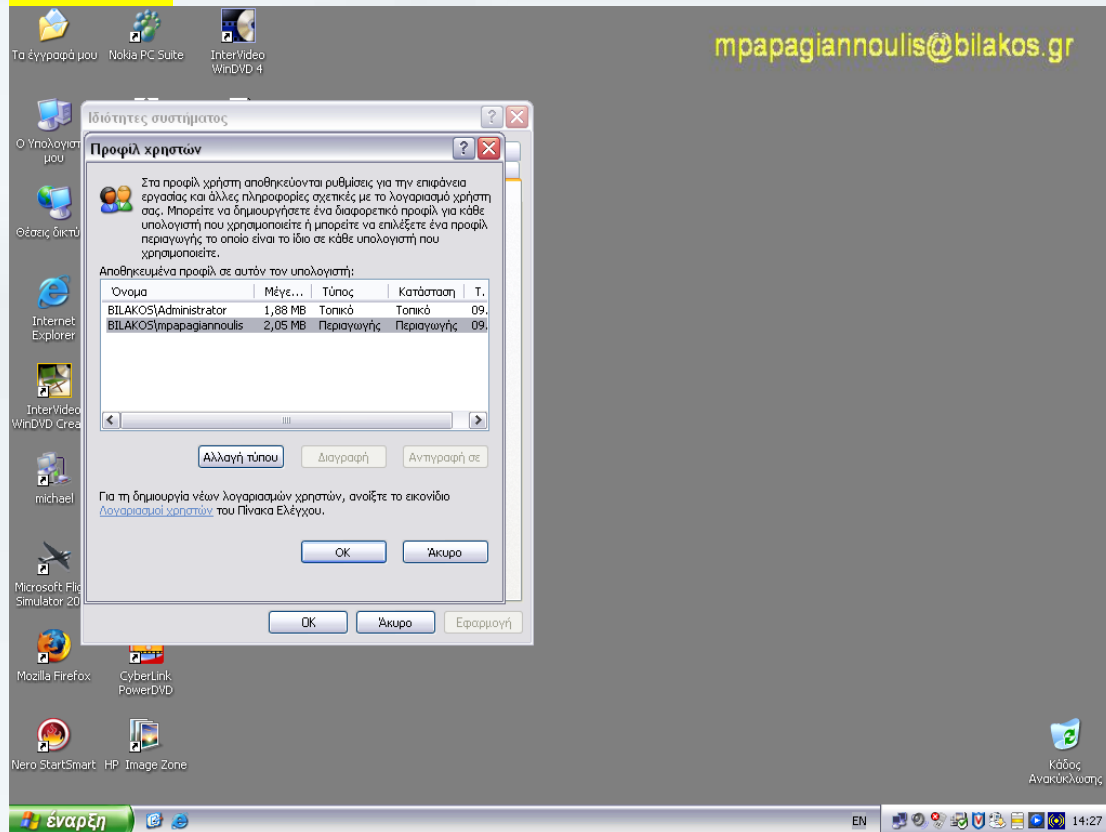 Τα έγγραφά μου
Nokia PC Suite
InterVideo
WinDVD 4
mpapagiannoulis@bilakos.gr
Ο Υπολογιστ
μου
Θέσεις δικτύ
Internet
Explorer
InterVideo
WinDVD Crea
michael
Microsoft Flig
Simulator 20
Mozilla Firefox
CyberLink
PowerDVD
Nero StartSmart
HP Image Zone
Ιδιότητες συστήματος
Προφίλ χρηστών
Στα προφίλ χρήστη αποθηκεύονται ρυθμίσεις για την επιφάνεια
εργασίας και άλλες πληροφορίες σχετικές με το λογαριασμό χρήστη
σας. Μπορείτε να δημιουργήσετε ένα διαφορετικό προφίλ για κάθε
υπολογιστή που χρησιμοποιείτε ή μπορείτε να επιλέξετε ένα προφίλ
περιαγωγής το οποίο είναι το ίδιο σε κάθε υπολογιστή που
χρησιμοποιείτε.
Αποθηκευμένα προφίλ σε αυτόν τον υπολογιστή:
Όνομα Μέγε... Τύπος Κατάσταση Τ.
BILAKOS\Administrator 1,88 MB Τοπικό Τοπικό 09.
BILAKOS\mpapagiannoulis 2,05 MB Περιαγωγής Περιαγωγής 09.
Αλλαγή τύπου Διαγραφή Αντιγραφή σε
Για τη δημιουργία νέων λογαριασμών χρηστών, ανοίξτε το εικονίδιο
Λογαριασμοί χρηστών του Πίνακα Ελέγχου.
OK Άκυρο
OK Άκυρο Εφαρμογή
Κάδος
Ανακύκλωσης
έναρξη
EN
14:27